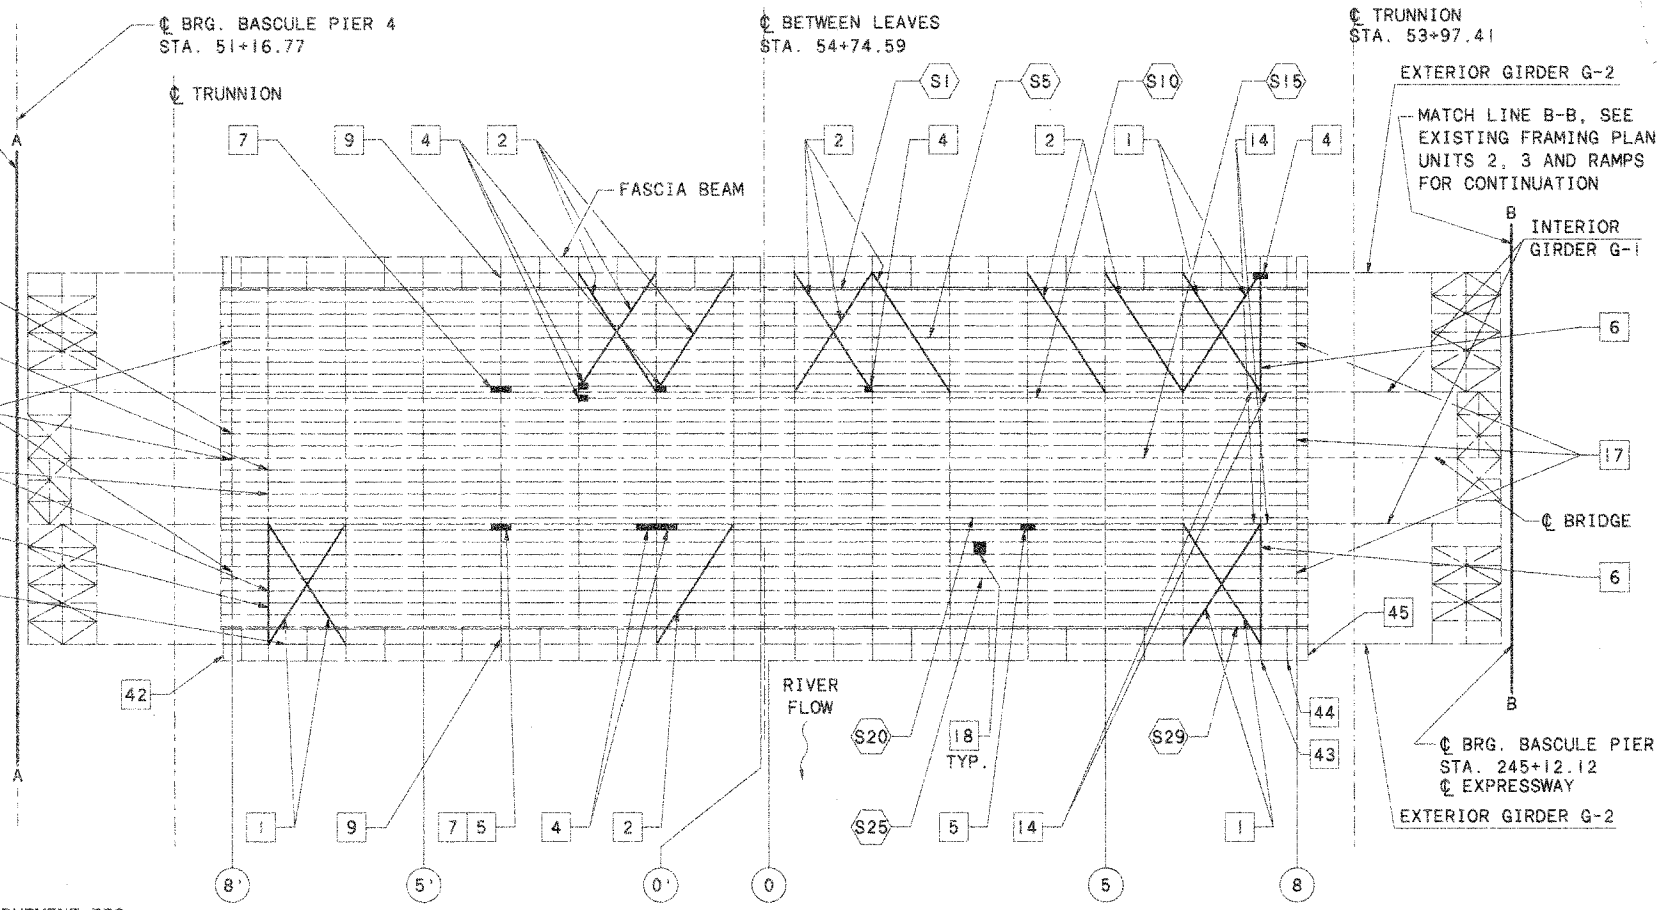 ℄ BRG. BASCULE PIER 4
STA. 51+16.77
℄ BETWEEN LEAVES
STA. 54+74.59
℄ TRUNNION
STA. 53+97.41
℄ TRUNNION
EXTERIOR GIRDER G-2
S1
S5
S10
S15
MATCH LINE B-B, SEE
EXISTING FRAMING PLAN
UNITS 2, 3 AND RAMPS
FOR CONTINUATION
A
7
9
4
2
2
4
2
1
14
4
FASCIA BEAM
B
INTERIOR
GIRDER G-1
6
17
℄ BRIDGE
6
45
42
RIVER
FLOW
44
43
S20
18
TYP.
S29
B
A
℄ BRG. BASCULE PIER
STA. 245+12.12
℄ EXPRESSWAY
EXTERIOR GIRDER G-2
1
9
7 5
4
2
S25
5
14
1
8'
5'
0'
0
5
8